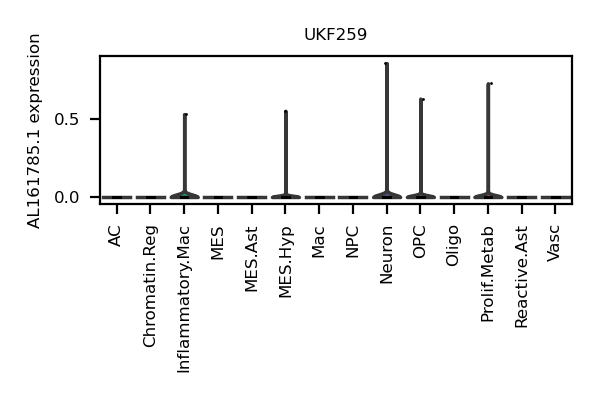 UKF259
AL161785.1 expression
0.5
0.0
AC
Chromatin.Reg
Inflammatory.Mac
MES
MES.Ast
MES.Hyp
Mac
NPC
Neuron
OPC
Oligo
Prolif.Metab
Reactive.Ast
Vasc